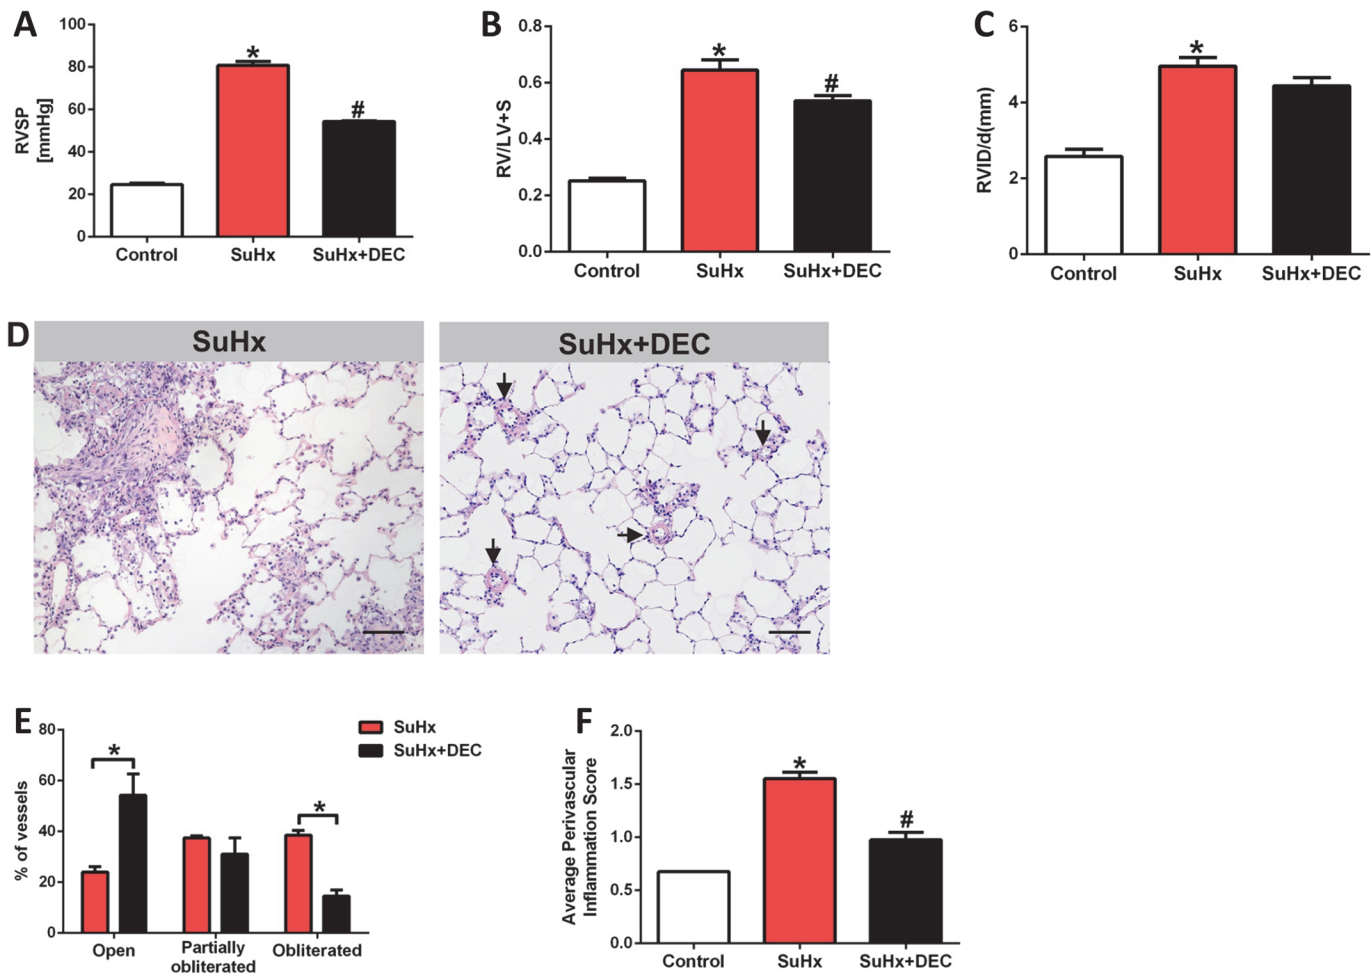 A
RVSP
[mmHg]
100
80
60
40
20
0
*
#
Control
SuHx
SuHx+DEC
B
RV/LV+S
0.8
0.6
0.4
0.2
0.0
*
#
Control
SuHx
SuHx+DEC
C
RVID/d(mm)
6
4
2
0
*
Control
SuHx
SuHx+DEC
D
SuHx
SuHx+DEC
E
% of vessels
80
60
40
20
0
*
*
SuHx
SuHx+DEC
Open
Partially
obliterated
Obliterated
F
Average Perivascular
Inflammation Score
2.0
1.5
1.0
0.5
0.0
*
#
Control
SuHx
SuHx+DEC